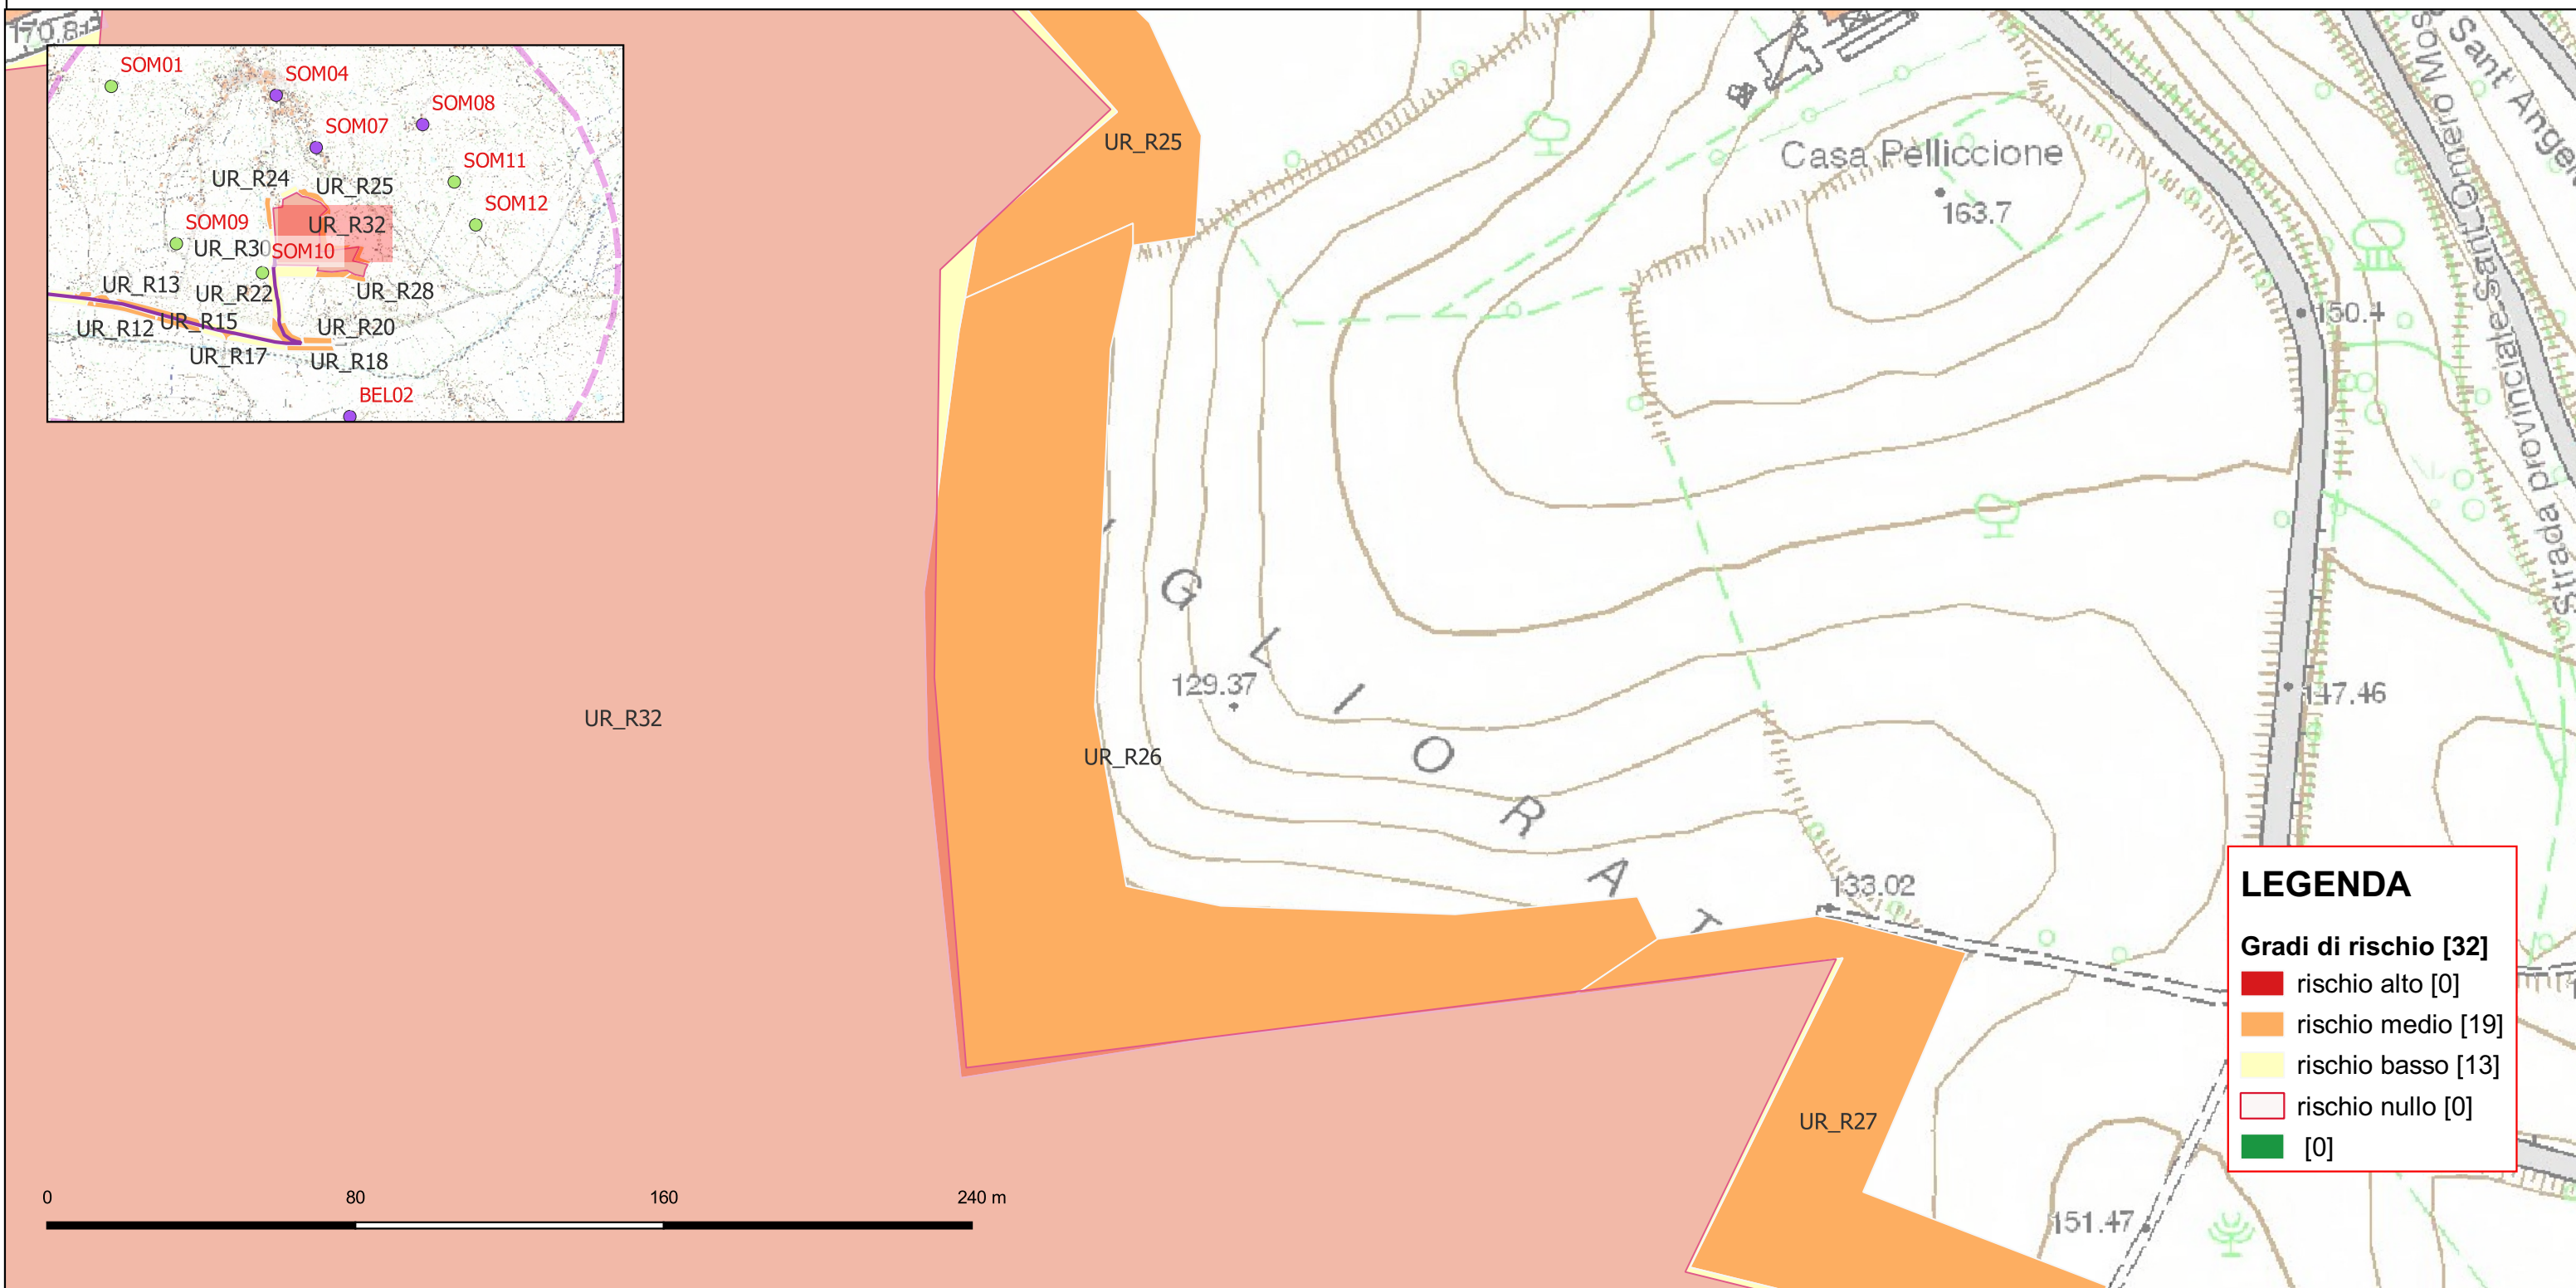 170.81
SOM01
SOM04
SOM08
SOM07
SOM11
UR_R24
UR_R25
SOM12
SOM09
UR_R32
UR_R30
SOM10
UR_R13
UR_R22
UR_R28
UR_R12
UR_R15
UR_R20
UR_R17
UR_R18
BEL02
UR_R25
Casa Pelliccione
163.7
150.4
Sant'Angel
Strada provinciale Santo Omero Mos
GLIORAT
129.37
147.46
UR_R32
UR_R26
133.02
UR_R27
151.47
LEGENDA
Gradi di rischio [32]
rischio alto [0]
rischio medio [19]
rischio basso [13]
rischio nullo [0]
[0]
0 80 160 240 m